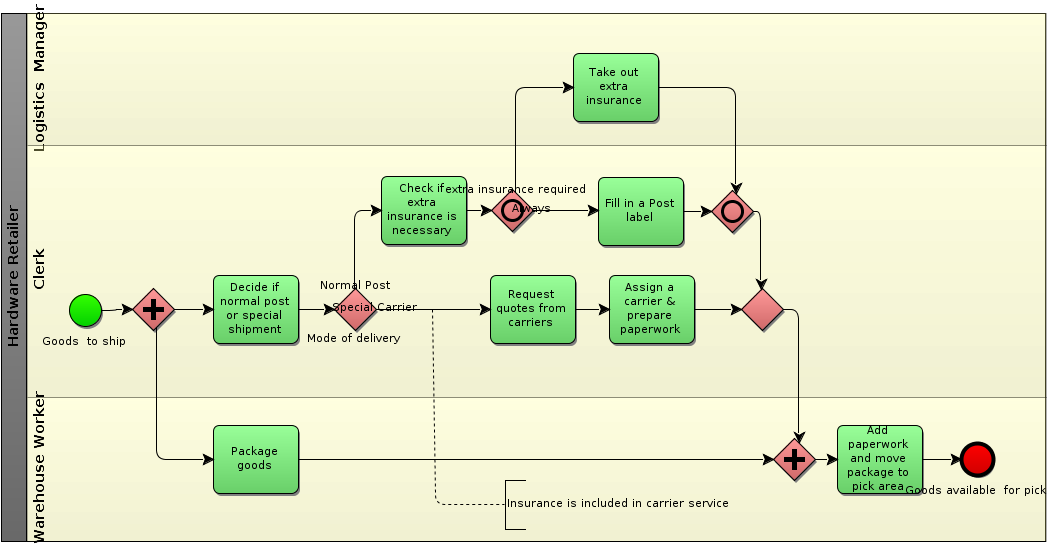 Hardware Retailer
Logistics  Manager
Take out
extra
insurance
Clerk
Check if
extra
insurance is
necessary
extra insurance required
Always
Fill in a Post
label
Goods  to ship
Decide if
normal post
or special
shipment
Normal Post
Special Carrier
Mode of delivery
Request
quotes from
carriers
Assign a
carrier &
prepare
paperwork
Warehouse Worker
Package
goods
Add
paperwork
and move
package to
pick area
Goods available  for pick
Insurance is included in carrier service